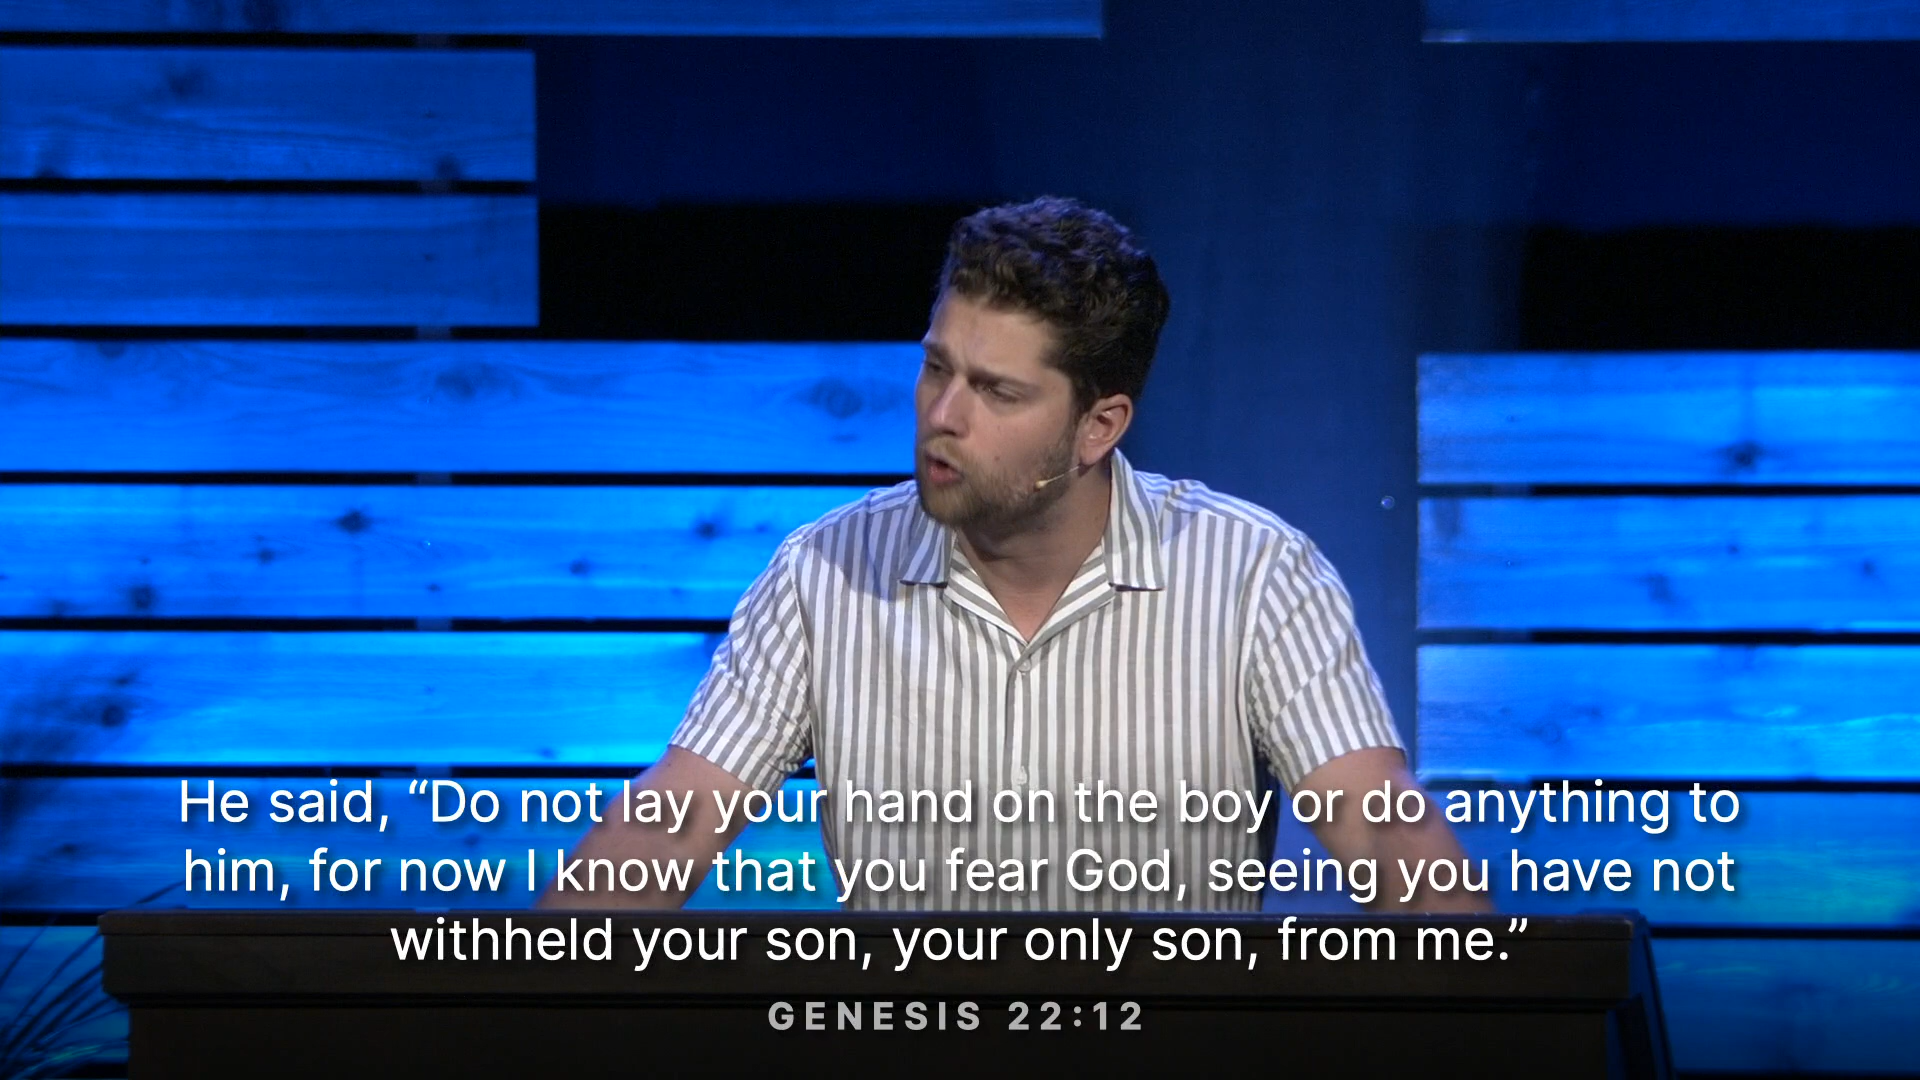 He said, “Do not lay your hand on the boy or do anything to
him, for now I know that you fear God, seeing you have not
withheld your son, your only son, from me.”
GENESIS 22:12